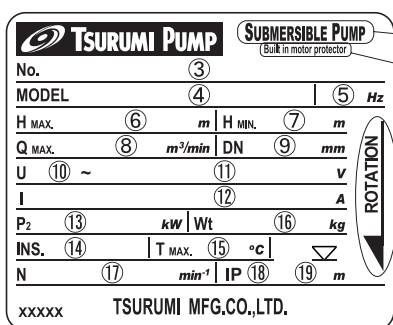 TSURUMI PUMP
SUBMERSIBLE PUMP
Built in motor protector
No. ③
MODEL ④ ⑤ Hz
H MAX. ⑥ m H MIN. ⑦ m
Q MAX. ⑧ m³/min DN ⑨ mm
U ⑩ ~ ⑪ V
I ⑫ A
P2 ⑬ kW Wt ⑯ kg
INS. ⑭ T MAX. ⑮ °C
N ⑰ min-1 IP ⑱ ⑲ m
ROTATION
xxxxx TSURUMI MFG.CO.,LTD.